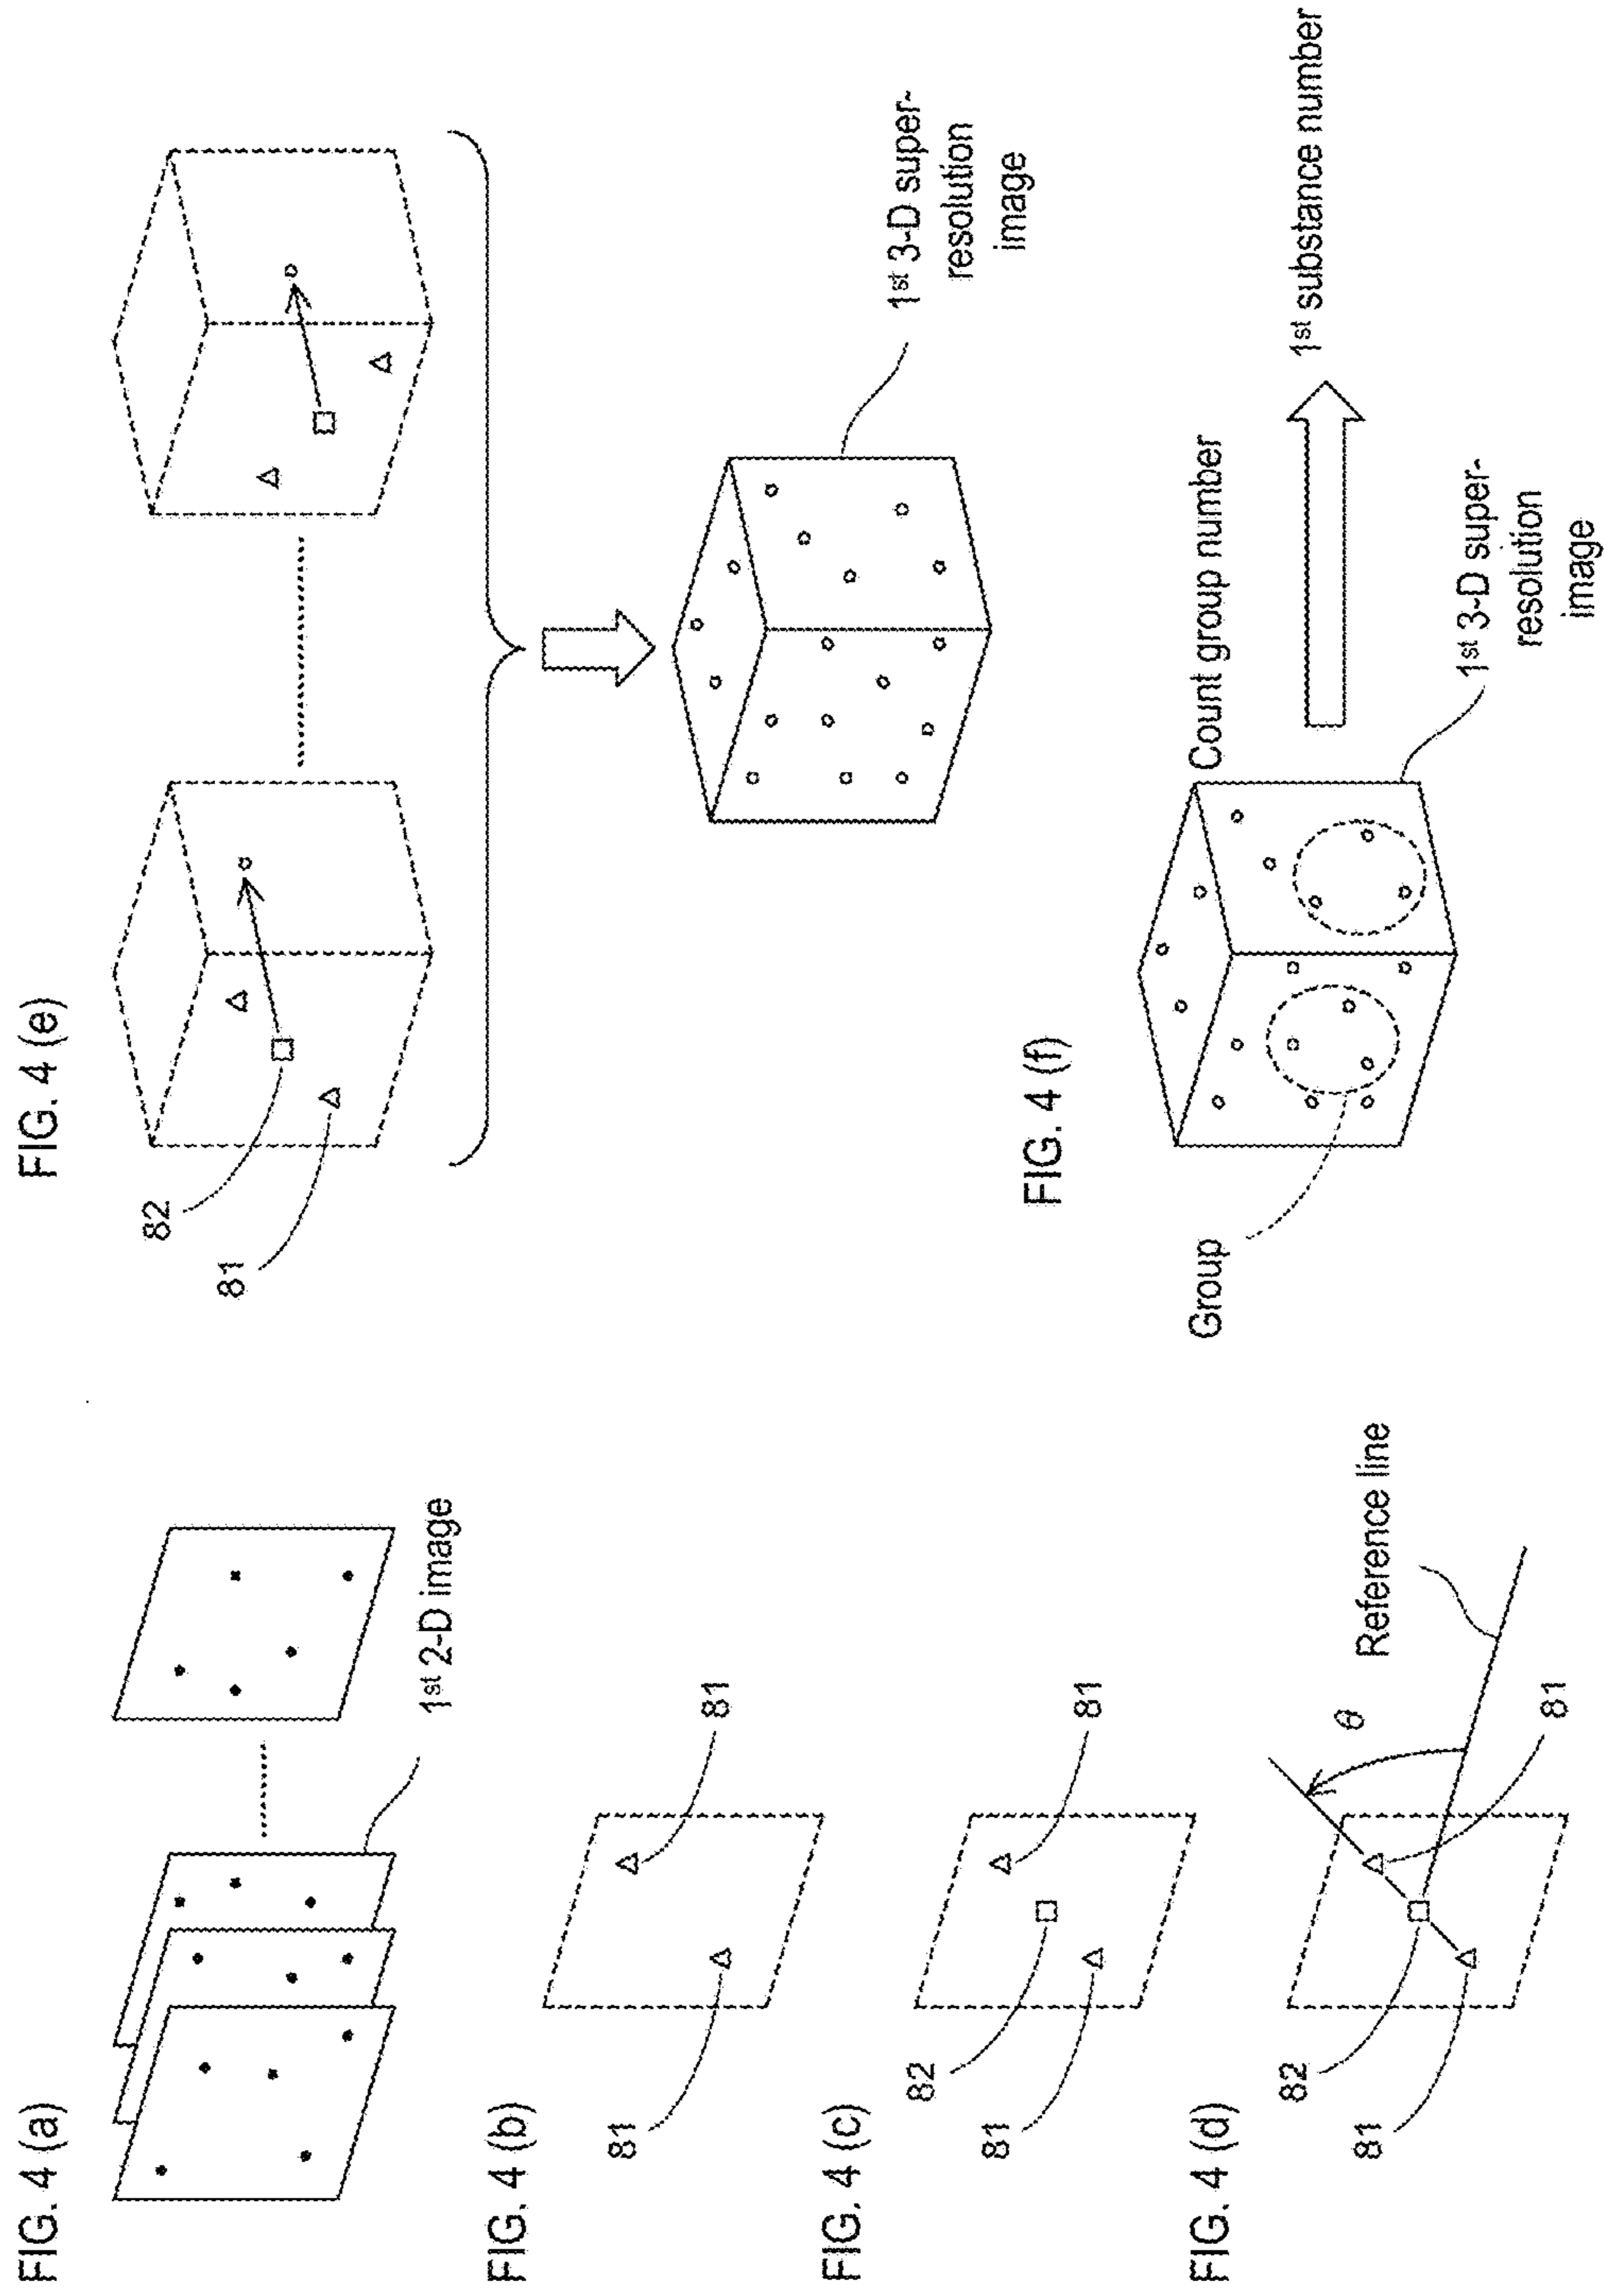 FIG. 4 (a)
1st 2-D image
FIG. 4 (b)
81
81
FIG. 4 (c)
82
81
81
FIG. 4 (d)
82
81
θ
Reference line
81
FIG. 4 (e)
82
81
1st 3-D super-
resolution
image
FIG. 4 (f)
Group
Count group number
1st substance number
1st 3-D super-
resolution
image